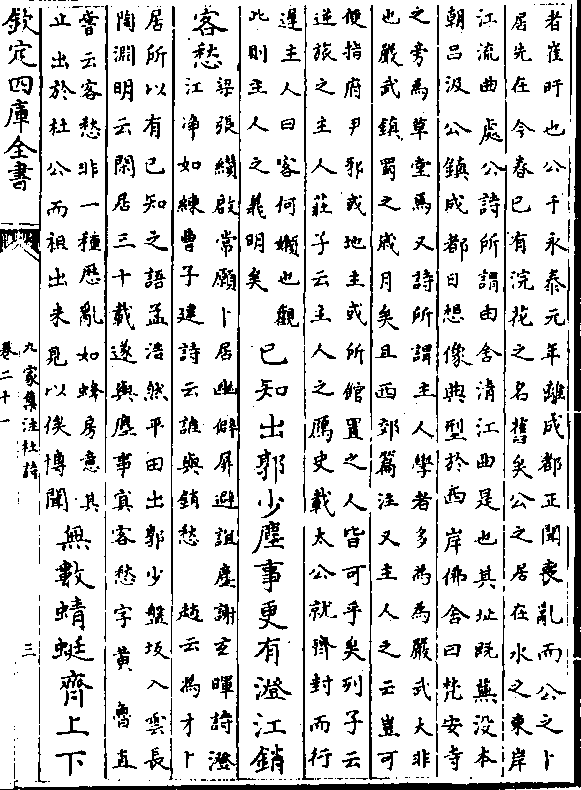 者崔旰也公于永泰元年離成都正聞喪亂而公之卜
居先在今春已有浣花之名舊矣公之居在水之東岸
江流曲處公詩所謂田舍清江曲是也其址既蕪没本
朝吕汲公鎮成都日想像典型於西岸佛舍曰梵安寺
之旁為草堂焉又詩所謂主人學者多為為嚴武大非
也嚴武鎮蜀之歲月矣且西郊篇注又主人之云豈可
便指府尹邪或地主或所館置之人皆可乎矣列子云
逆旅之主人莊子云主人之鴈史載太公就齊封而行
遲主人曰客何嬾也觀
此則主人之義明矣
已知出郭少塵事更有澄江銷
客愁
梁張纘啟常願卜居幽僻屏避諠塵謝玄暉詩澄
江浄如練曹子建詩云誰與銷愁 趙云為才卜
居所以有已知之語孟浩然平田出郭少盤坂入雲長
陶淵明云閑居三十載遂與塵事冥客愁字黄 魯直
嘗云客愁非一種歴亂如蜂房意其
止出於杜公而祖出未見以俟博聞
無數蜻蜓齊上下
欽定四庫全書
九家集注杜詩
卷二十一
三